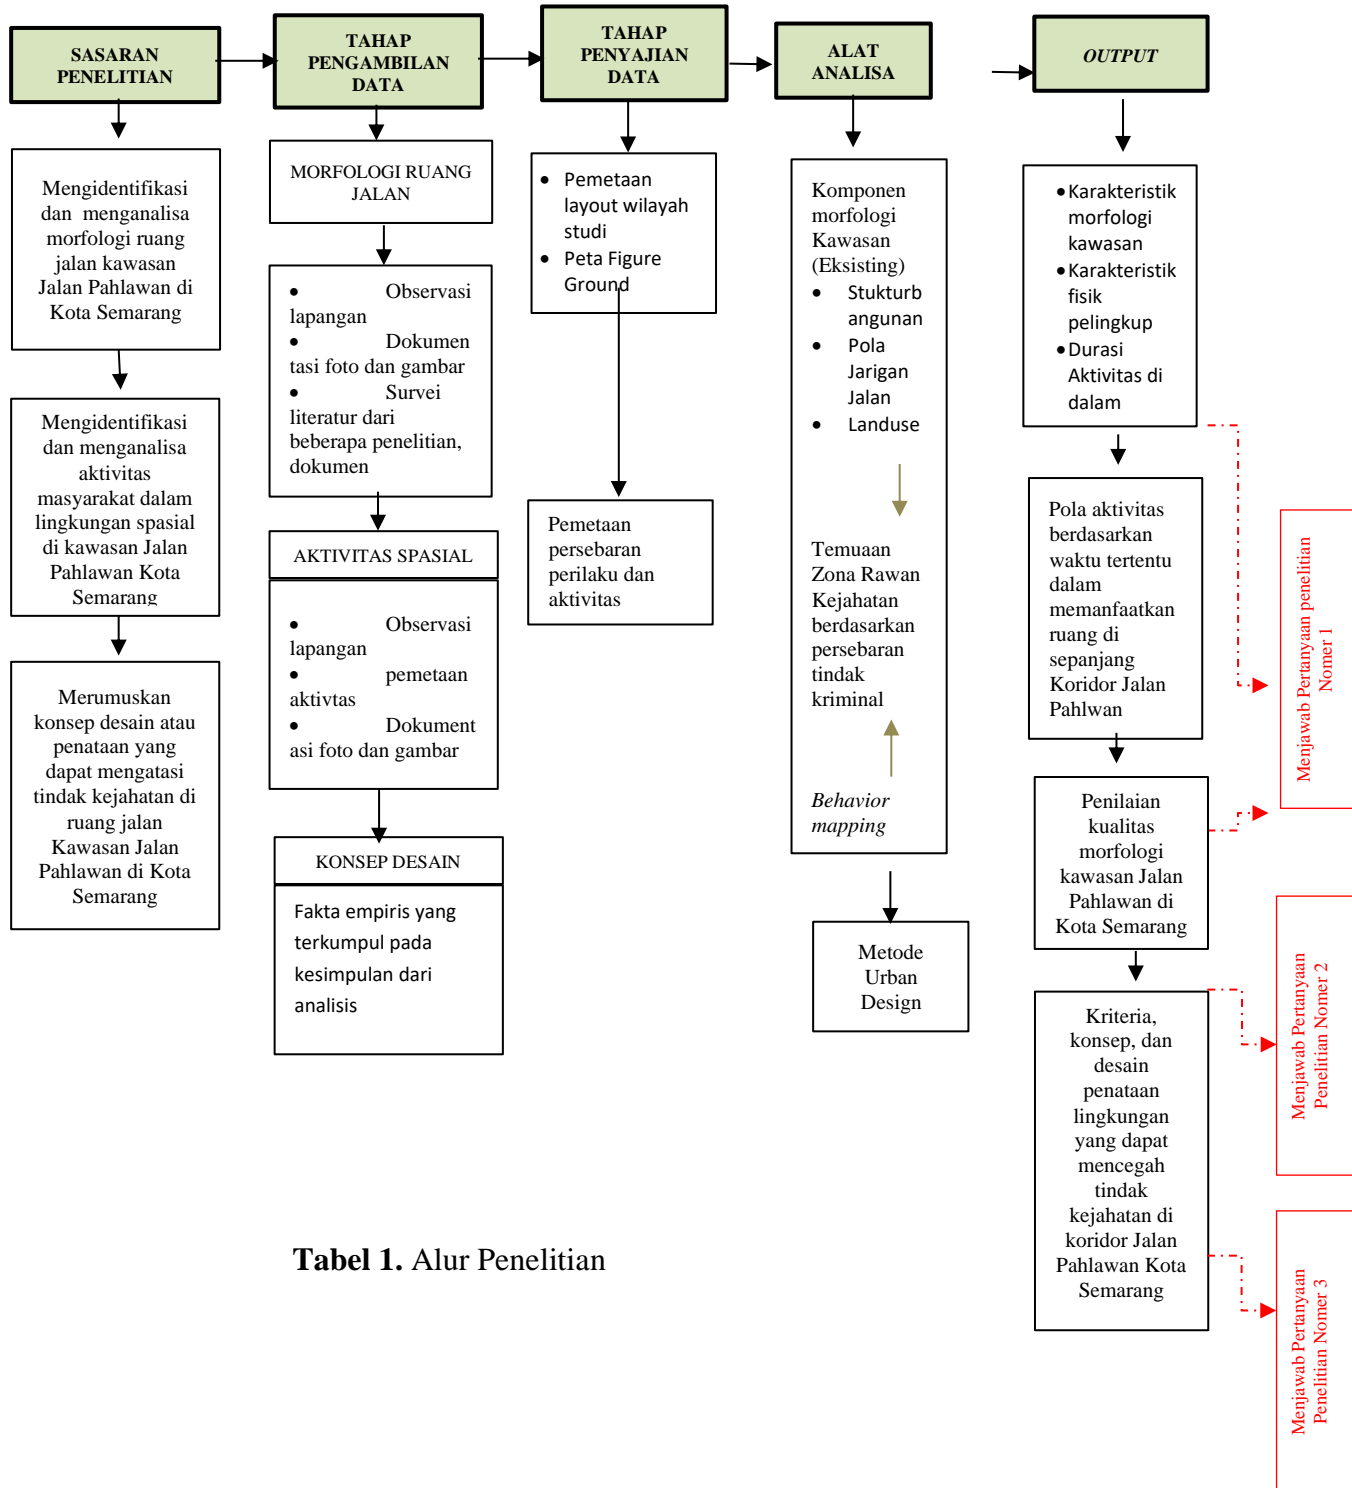 SASARAN
PENELITIAN
TAHAP
PENGAMBILAN
DATA
TAHAP
PENYAJIAN
DATA
ALAT
ANALISA
OUTPUT
Mengidentifikasi
dan menganalisa
morfologi ruang
jalan kawasan
Jalan Pahlawan di
Kota Semarang
Mengidentifikasi
dan menganalisa
aktivitas
masyarakat dalam
lingkungan spasial
di kawasan Jalan
Pahlawan Kota
Semarang
Merumuskan
konsep desain atau
penataan yang
dapat mengatasi
tindak kejahatan di
ruang jalan
Kawasan Jalan
Pahlawan di Kota
Semarang
MORFOLOGI RUANG
JALAN
• Observasi
lapangan
• Dokumen
tasi foto dan gambar
• Survei
literatur dari
beberapa penelitian,
dokumen
AKTIVITAS SPASIAL
• Observasi
lapangan
• pemetaan
aktivtas
• Dokument
asi foto dan gambar
KONSEP DESAIN
Fakta empiris yang
terkumpul pada
kesimpulan dari
analisis
• Pemetaan
layout wilayah
studi
• Peta Figure
Ground
Pemetaan
persebaran
perilaku dan
aktivitas
Komponen
morfologi
Kawasan
(Eksisting)
• Stukturb
angunan
• Pola
Jarigan
Jalan
• Landuse
Temuaan
Zona Rawan
Kejahatan
berdasarkan
persebaran
tindak
kriminal
Behavior
mapping
Metode
Urban
Design
• Karakteristik
morfologi
kawasan
• Karakteristik
fisik
pelingkup
• Durasi
Aktivitas di
dalam
Pola aktivitas
berdasarkan
waktu tertentu
dalam
memanfaatkan
ruang di
sepanjang
Koridor Jalan
Pahlwan
Penilaian
kualitas
morfologi
kawasan Jalan
Pahlawan di
Kota Semarang
Kriteria,
konsep, dan
desain
penataan
lingkungan
yang dapat
mencegah
tindak
kejahatan di
koridor Jalan
Pahlawan Kota
Semarang
Menjawab Pertanyaan penelitian
Nomer 1
Menjawab Pertanyaan
Penelitian Nomer 2
Menjawab Pertanyaan
Penelitian Nomer 3
Tabel 1. Alur Penelitian